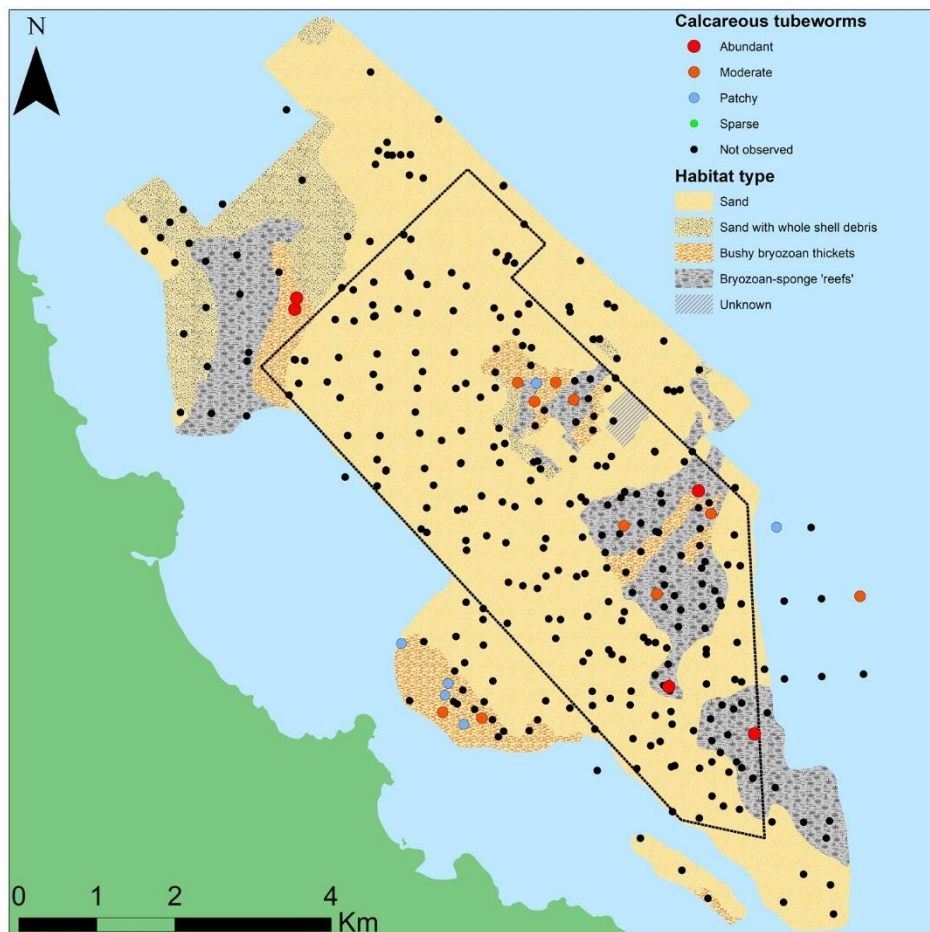 N
Calcareous tubeworms
Abundant
Moderate
Patchy
Sparse
Not observed
Habitat type
Sand
Sand with whole shell debris
Bushy bryozoan thickets
Bryozoan-sponge 'reefs'
Unknown
0 1 2 4
Km